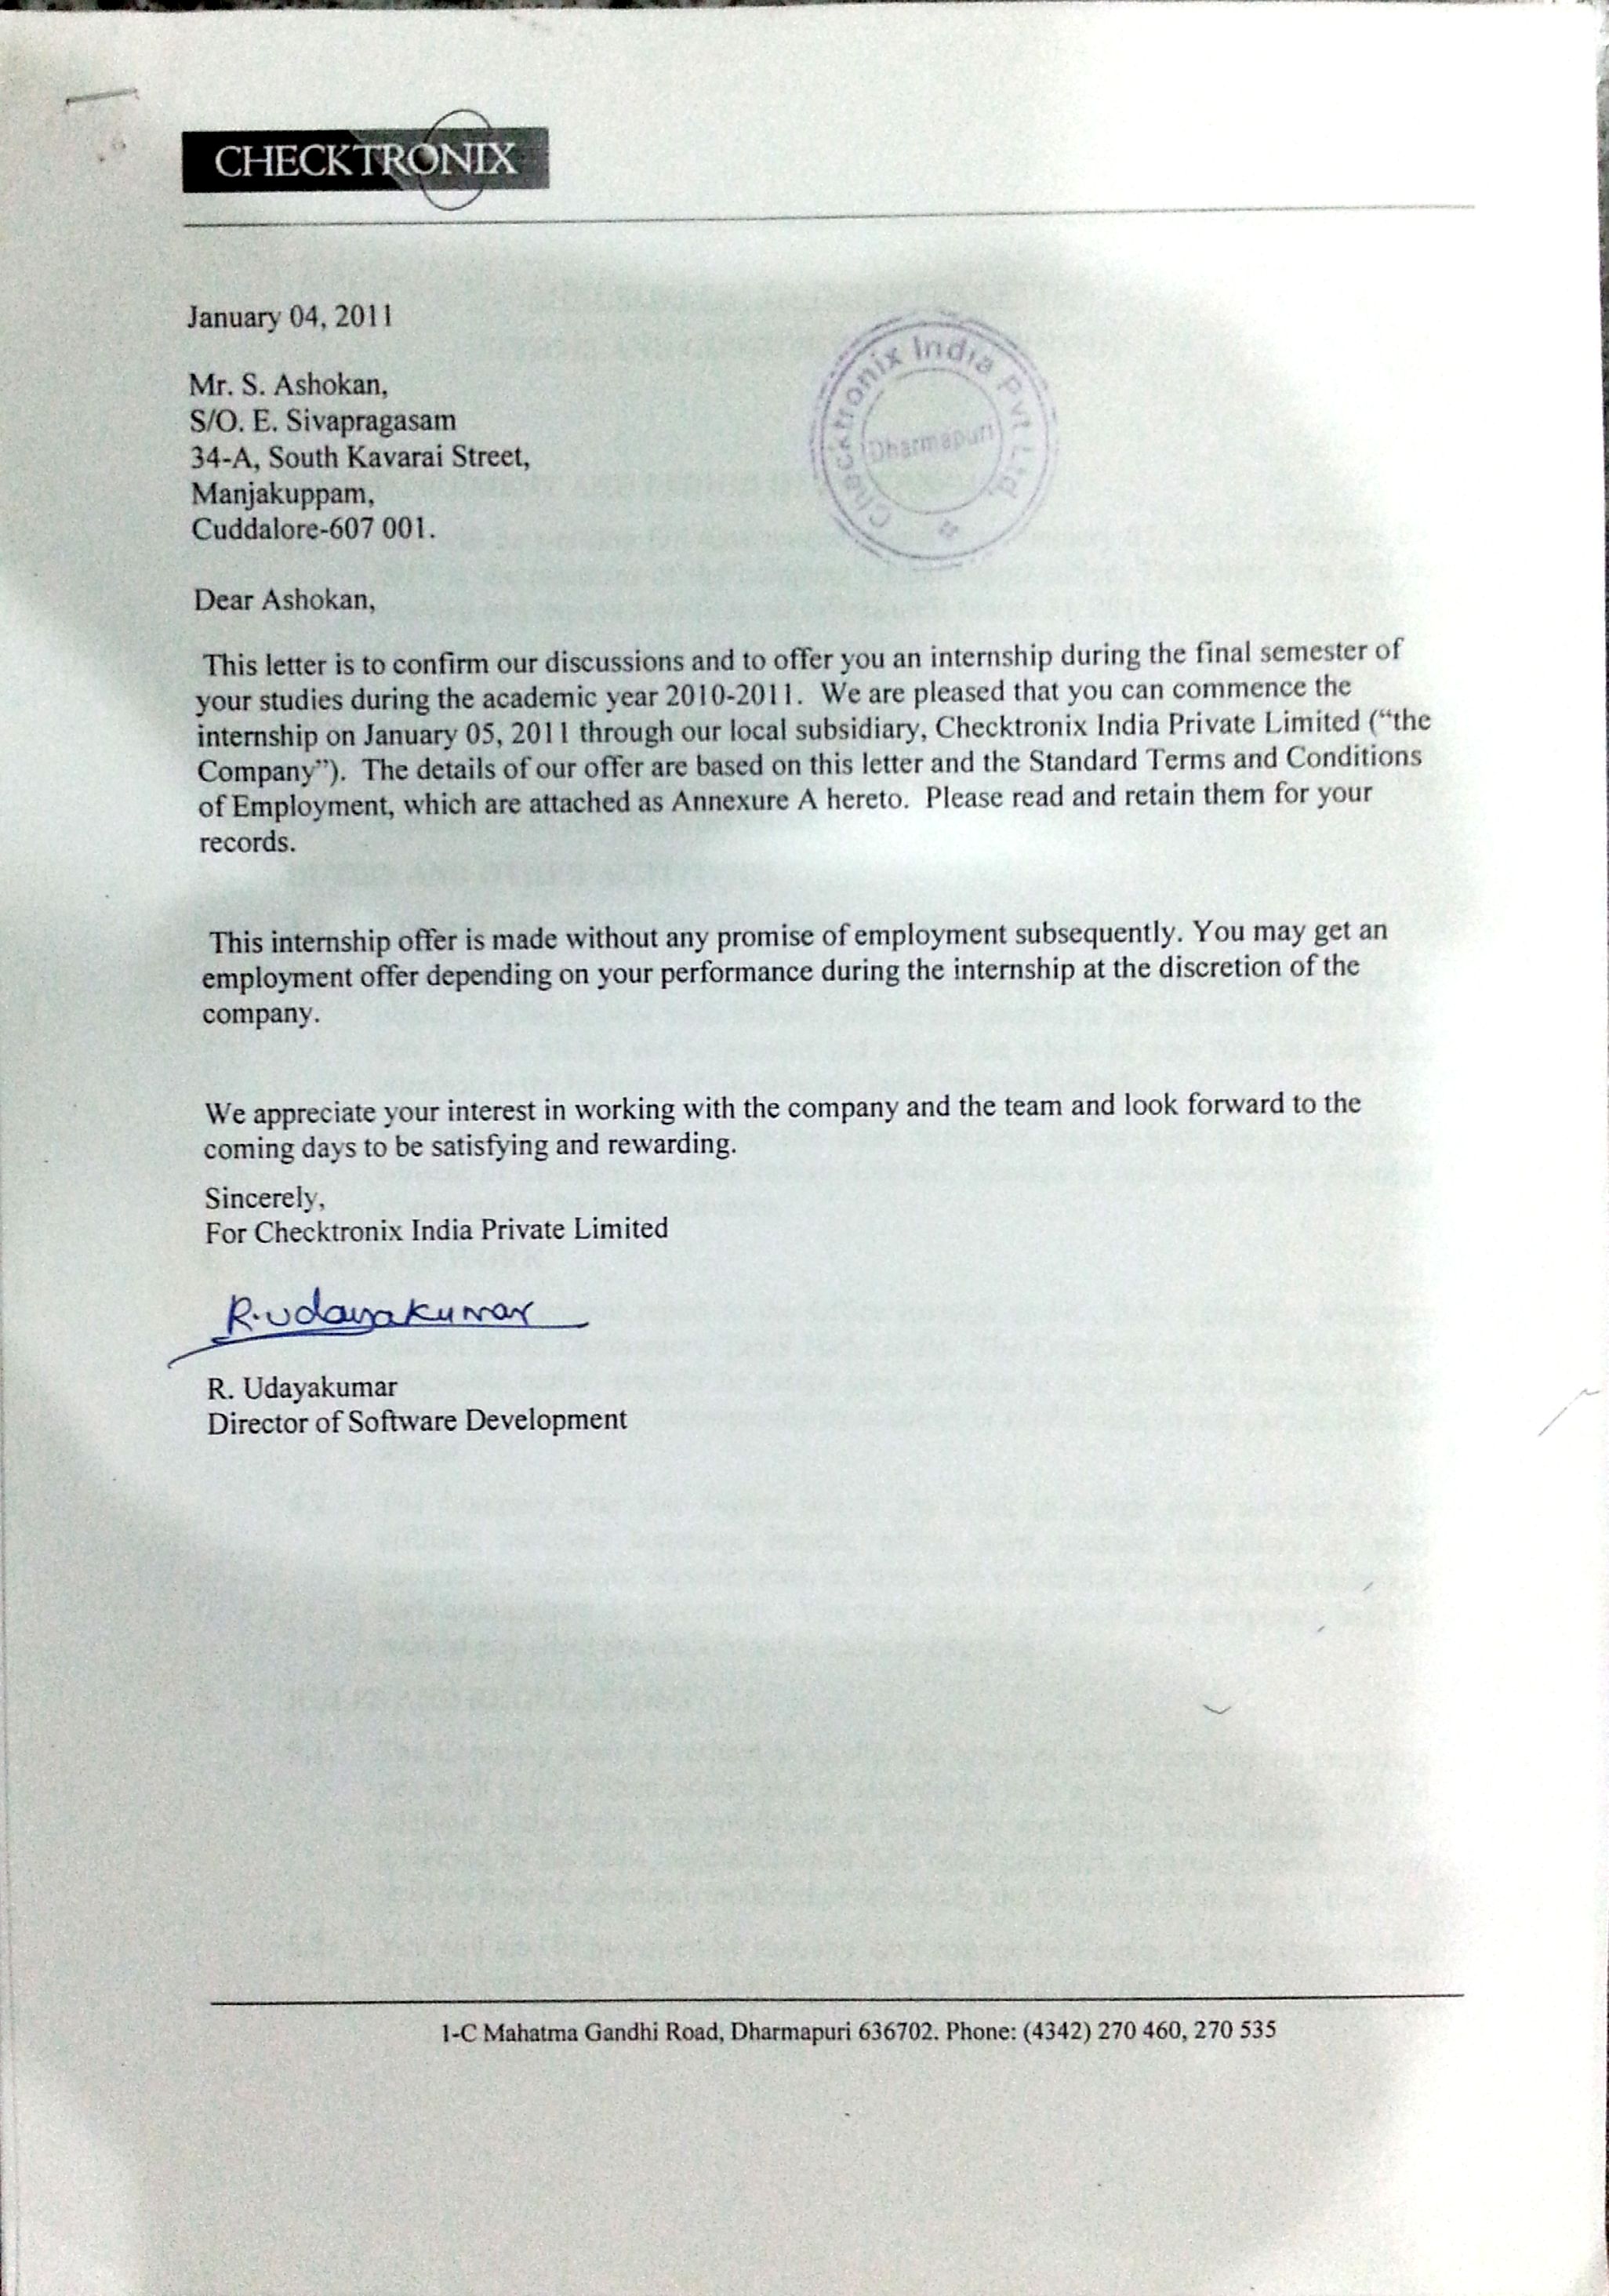 CHECKTRONIX
January 04, 2011
Checktronix India Pvt Ltd
Dharmapuri
Mr. S. Ashokan,
S/O. E. Sivapragasam
34-A, South Kavarai Street,
Manjakuppam,
Cuddalore-607 001.
Dear Ashokan,
This letter is to confirm our discussions and to offer you an internship during the final semester of
your studies during the academic year 2010-2011. We are pleased that you can commence the
internship on January 05, 2011 through our local subsidiary, Checktronix India Private Limited (“the
Company”). The details of our offer are based on this letter and the Standard Terms and Conditions
of Employment, which are attached as Annexure A hereto. Please read and retain them for your
records.
This internship offer is made without any promise of employment subsequently. You may get an
employment offer depending on your performance during the internship at the discretion of the
company.
We appreciate your interest in working with the company and the team and look forward to the
coming days to be satisfying and rewarding.
Sincerely,
For Checktronix India Private Limited
R.Udayakumar
R. Udayakumar
Director of Software Development
1-C Mahatma Gandhi Road, Dharmapuri 636702. Phone: (4342) 270 460, 270 535